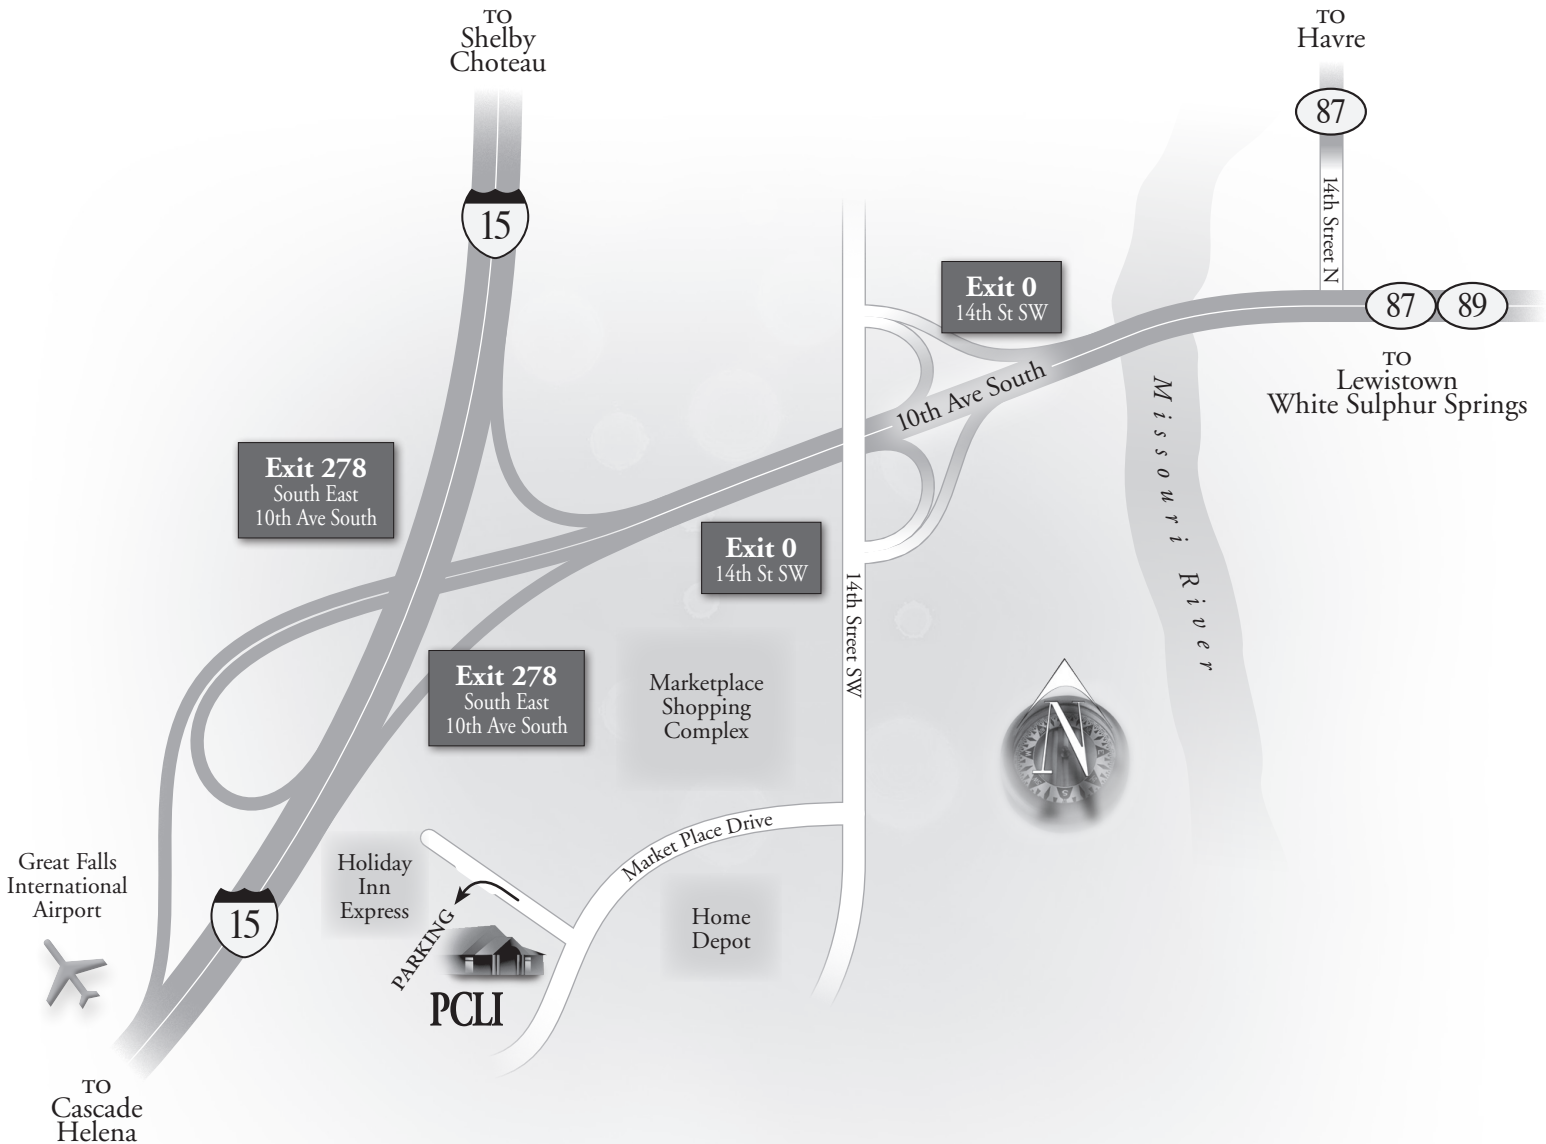 TO
Shelby
Choteau
TO
Havre
87
14th Street N
15
Exit 0
14th St SW
87
89
TO
Lewistown
White Sulphur Springs
10th Ave South
Missouri River
Exit 278
South East
10th Ave South
Exit 0
14th St SW
14th Street SW
Exit 278
South East
10th Ave South
Marketplace
Shopping
Complex
N
Market Place Drive
Great Falls
International
Airport
15
Holiday
Inn
Express
PARKING
PCLI
Home
Depot
TO
Cascade
Helena